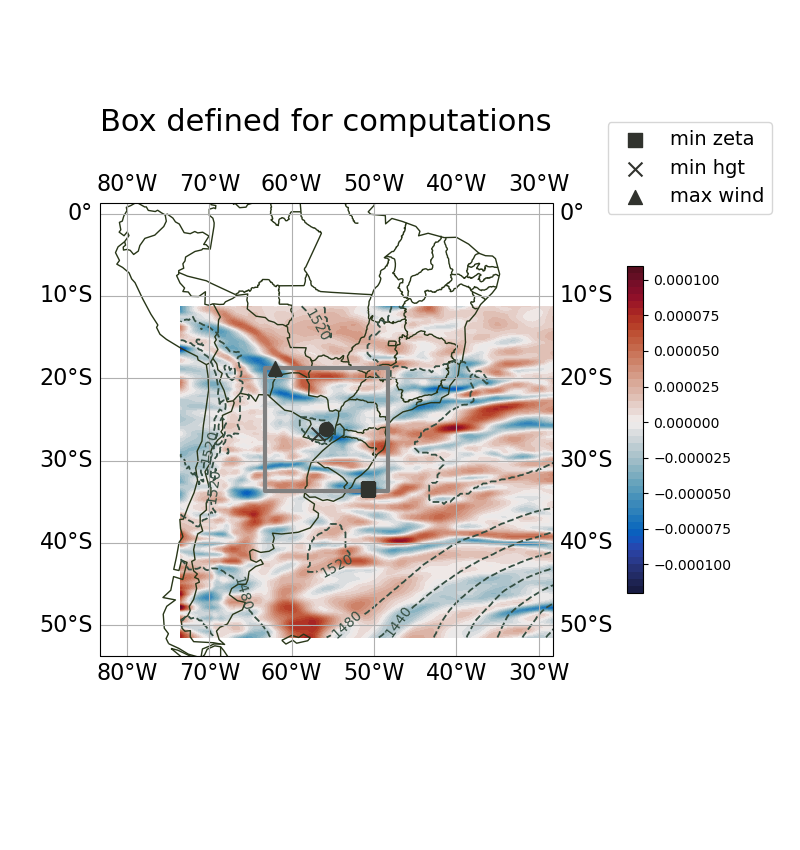 Box defined for computations
min zeta
min hgt
max wind
80°W 70°W 60°W 50°W 40°W 30°W
0° 0°
10°S 10°S
20°S 20°S
30°S 30°S
40°S 40°S
50°S 50°S
1520
1520
1520
1520
1480
1480
1440
80°W 70°W 60°W 50°W 40°W 30°W
0.000100
0.000075
0.000050
0.000025
0.000000
−0.000025
−0.000050
−0.000075
−0.000100